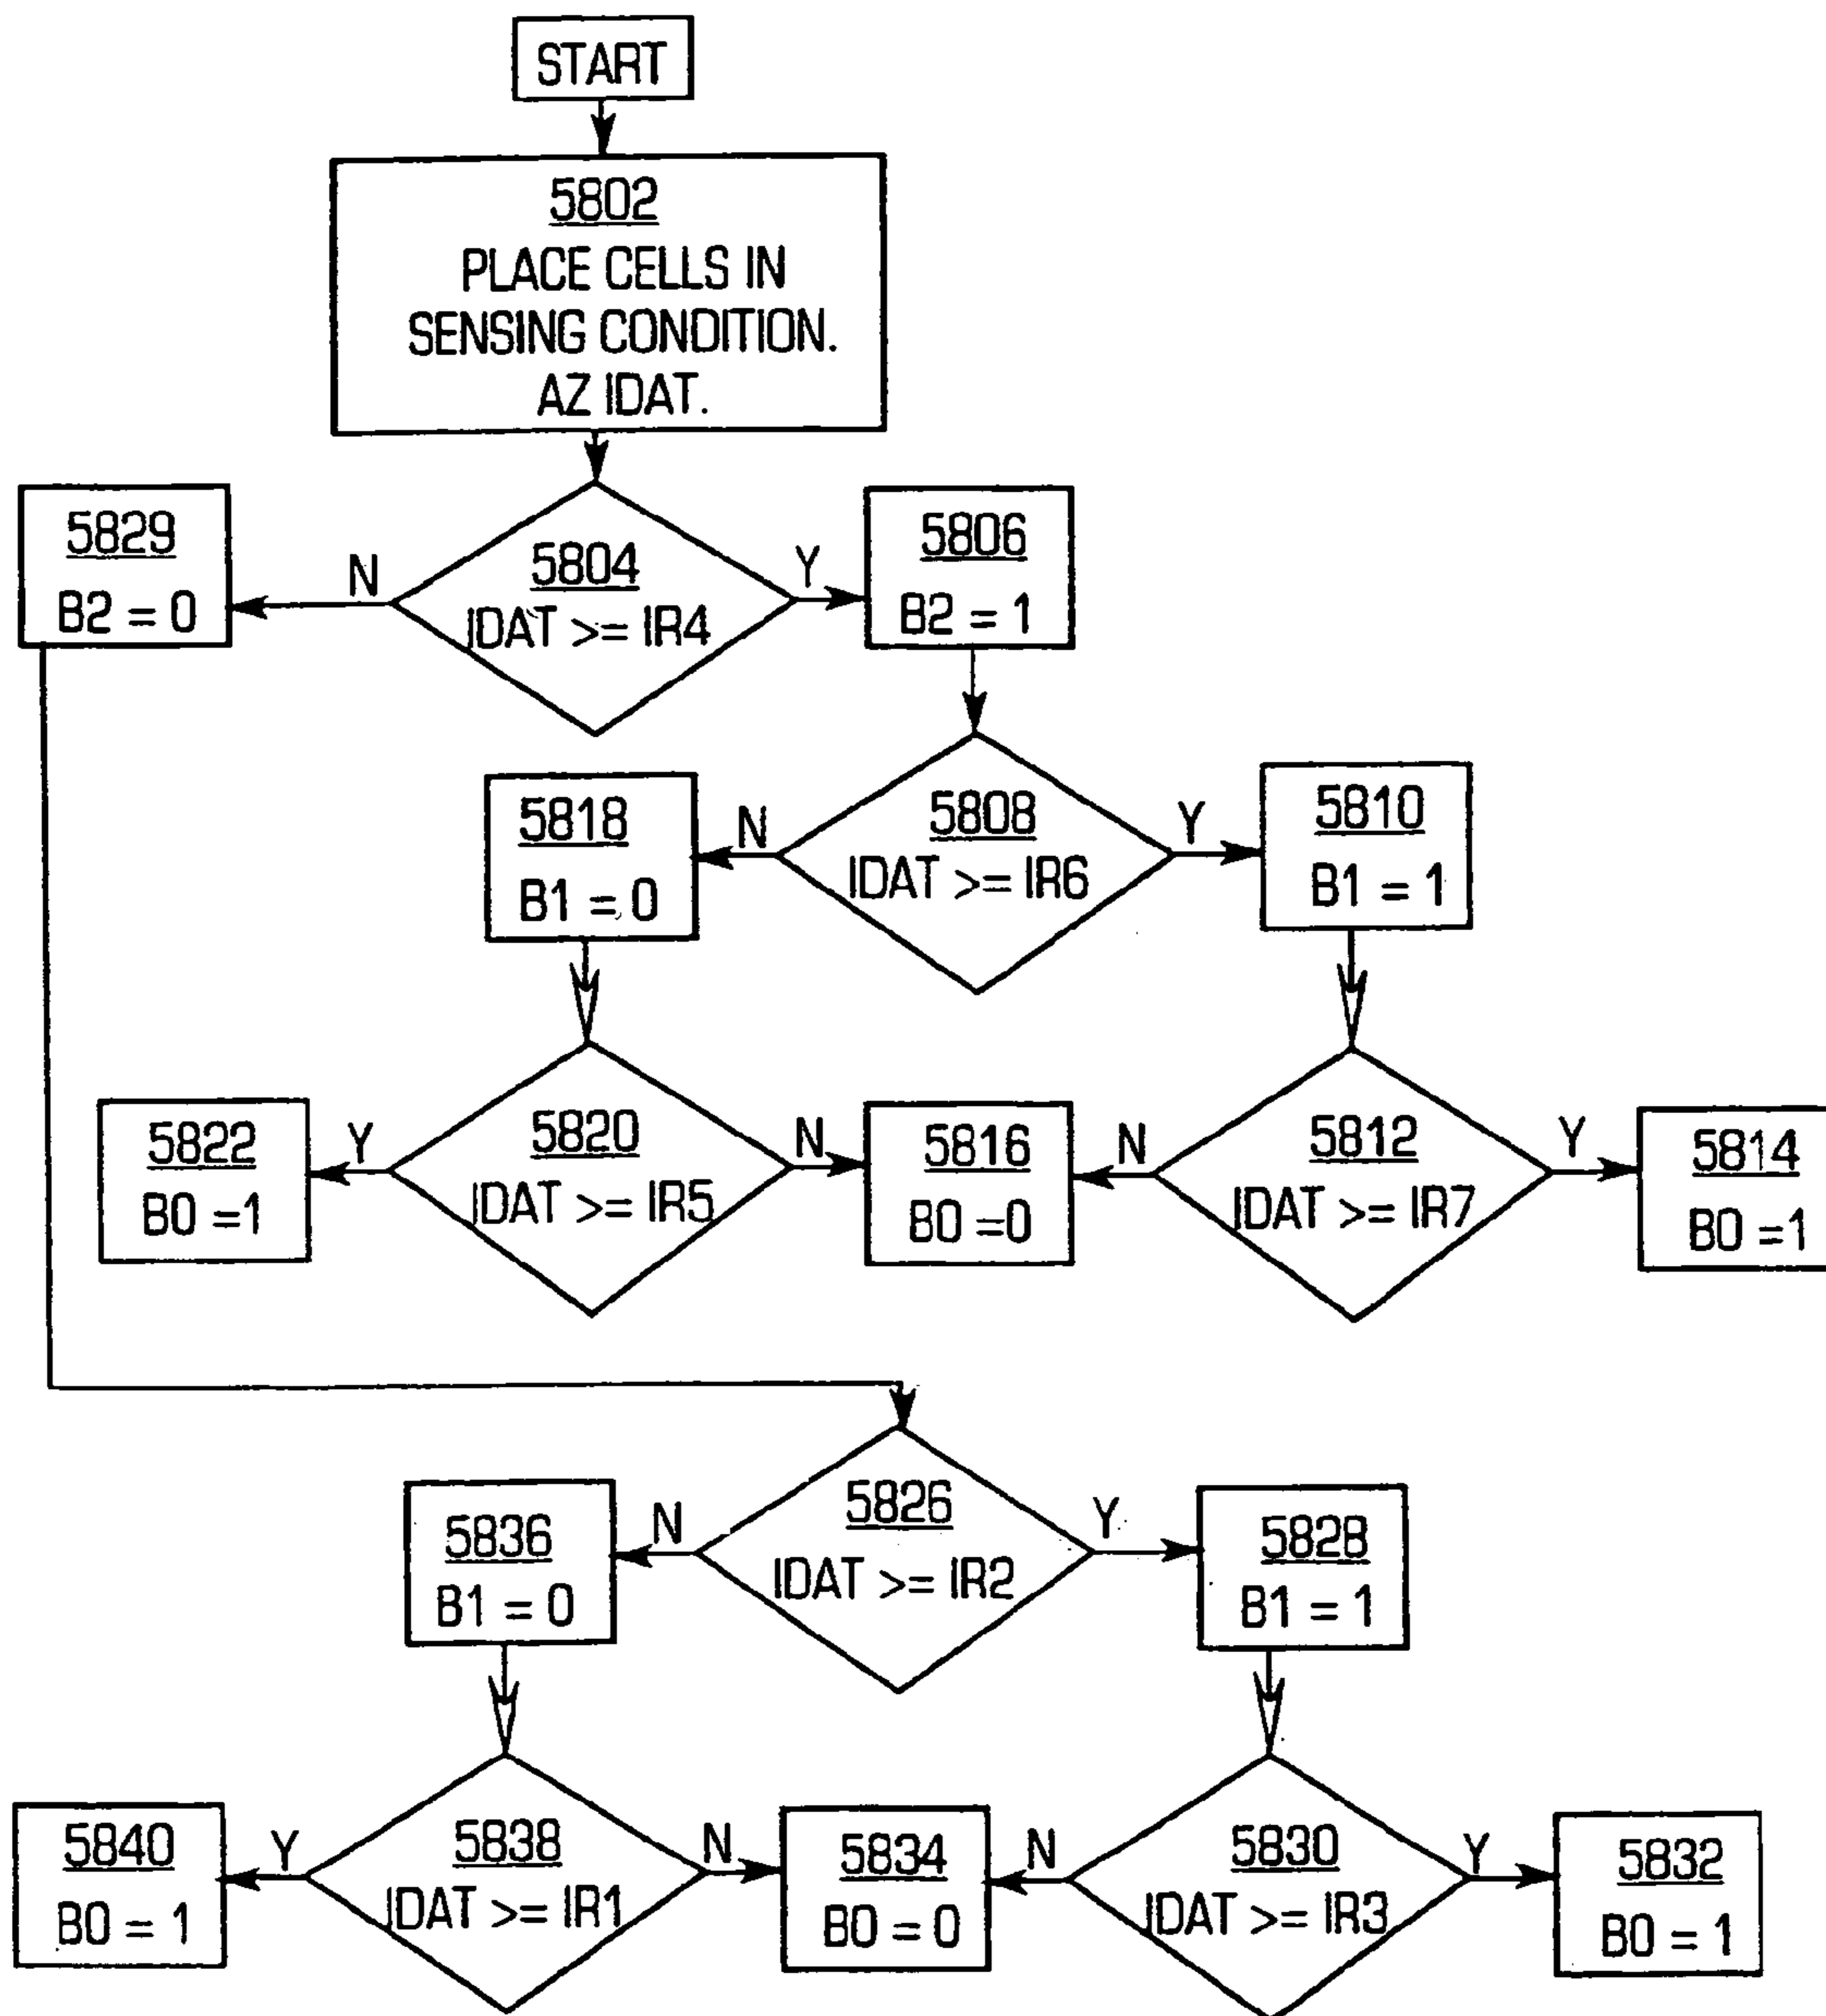 START
5802
PLACE CELLS IN
SENSING CONDITION.
AZ IDAT.
5829
B2 = 0
N
5804
IDAT >= IR4
Y
5806
B2 = 1
5818
B1 = 0
N
5808
IDAT >= IR6
Y
5810
B1 = 1
5822
B0 =1
Y
5820
IDAT >= IR5
N
5816
B0 =0
N
5812
IDAT >= IR7
Y
5814
B0 =1
5836
B1 = 0
N
5826
IDAT >= IR2
Y
5828
B1 = 1
5840
B0 = 1
Y
5838
IDAT >= IR1
N
5834
B0 = 0
N
5830
IDAT >= IR3
Y
5832
B0 = 1